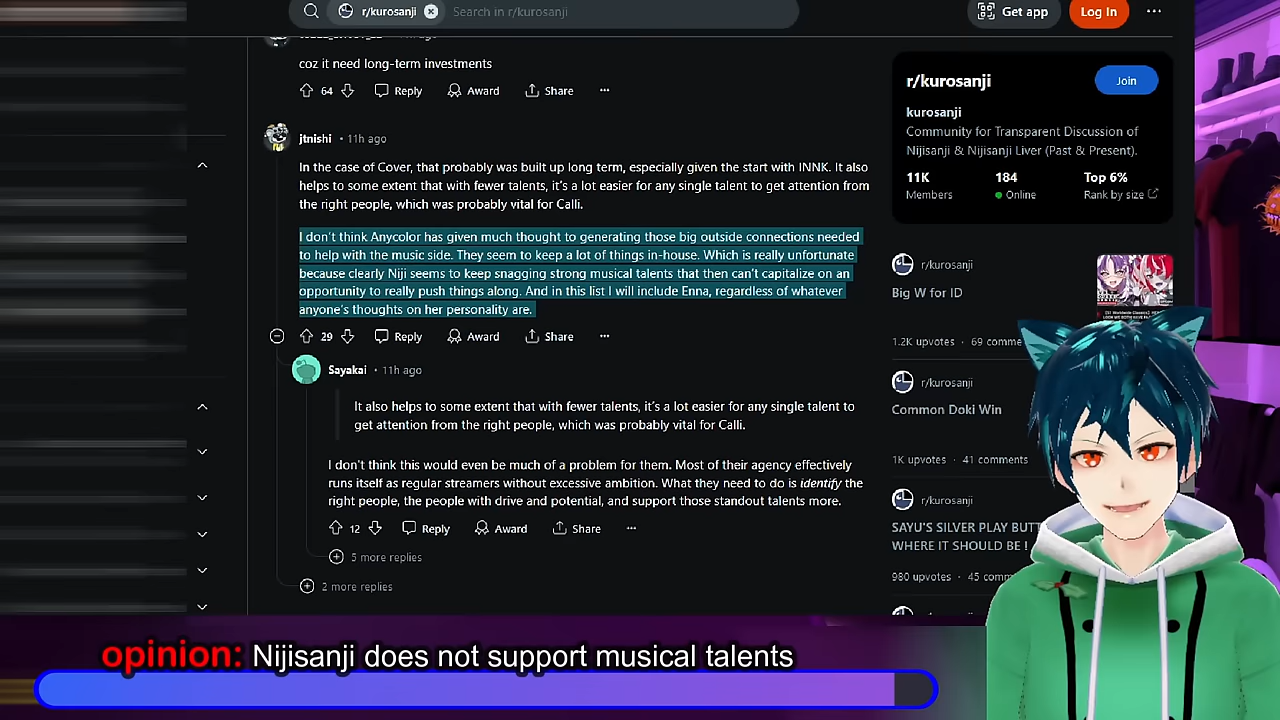 r/kurosanji
Search in r/kurosanji
Get app
Log In
coz it need long-term investments
64
Reply
Award
Share
jtnishi • 11h ago
In the case of Cover, that probably was built up long term, especially given the start with INNK. It also
helps to some extent that with fewer talents, it's a lot easier for any single talent to get attention from
the right people, which was probably vital for Calli.
I don't think Anycolor has given much thought to generating those big outside connections needed
to help with the music side. They seem to keep a lot of things in-house. Which is really unfortunate
because clearly Niji seems to keep snagging strong musical talents that then can't capitalize on an
opportunity to really push things along. And in this list I will include Enna, regardless of whatever
anyone's thoughts on her personality are.
29
Reply
Award
Share
Sayakai • 11h ago
It also helps to some extent that with fewer talents, it's a lot easier for any single talent to
get attention from the right people, which was probably vital for Calli.
I don't think this would even be much of a problem for them. Most of their agency effectively
runs itself as regular streamers without excessive ambition. What they need to do is identify the
right people, the people with drive and potential, and support those standout talents more.
12
Reply
Award
Share
5 more replies
2 more replies
r/kurosanji
Join
kurosanji
Community for Transparent Discussion of
Nijisanji & Nijisanji Liver (Past & Present).
11K 184 Top 6%
Members Online Rank by size
r/kurosanji
Big W for ID
1.2K upvotes • 69 comme
r/kurosanji
Common Doki Win
1K upvotes • 41 comments
r/kurosanji
SAYU'S SILVER PLAY BUTT
WHERE IT SHOULD BE !
980 upvotes • 45 comm
opinion: Nijisanji does not support musical talents